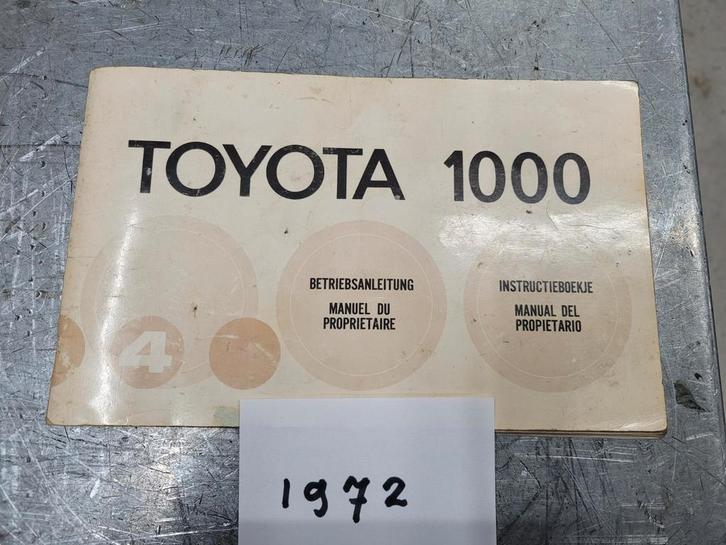 TOYOTA 1000
BETRIEBSANLEITUNG
MANUEL DU
PROPRIETAIRE
INSTRUCTIEBOEKJE
MANUAL DEL
PROPIETARIO
4
1972